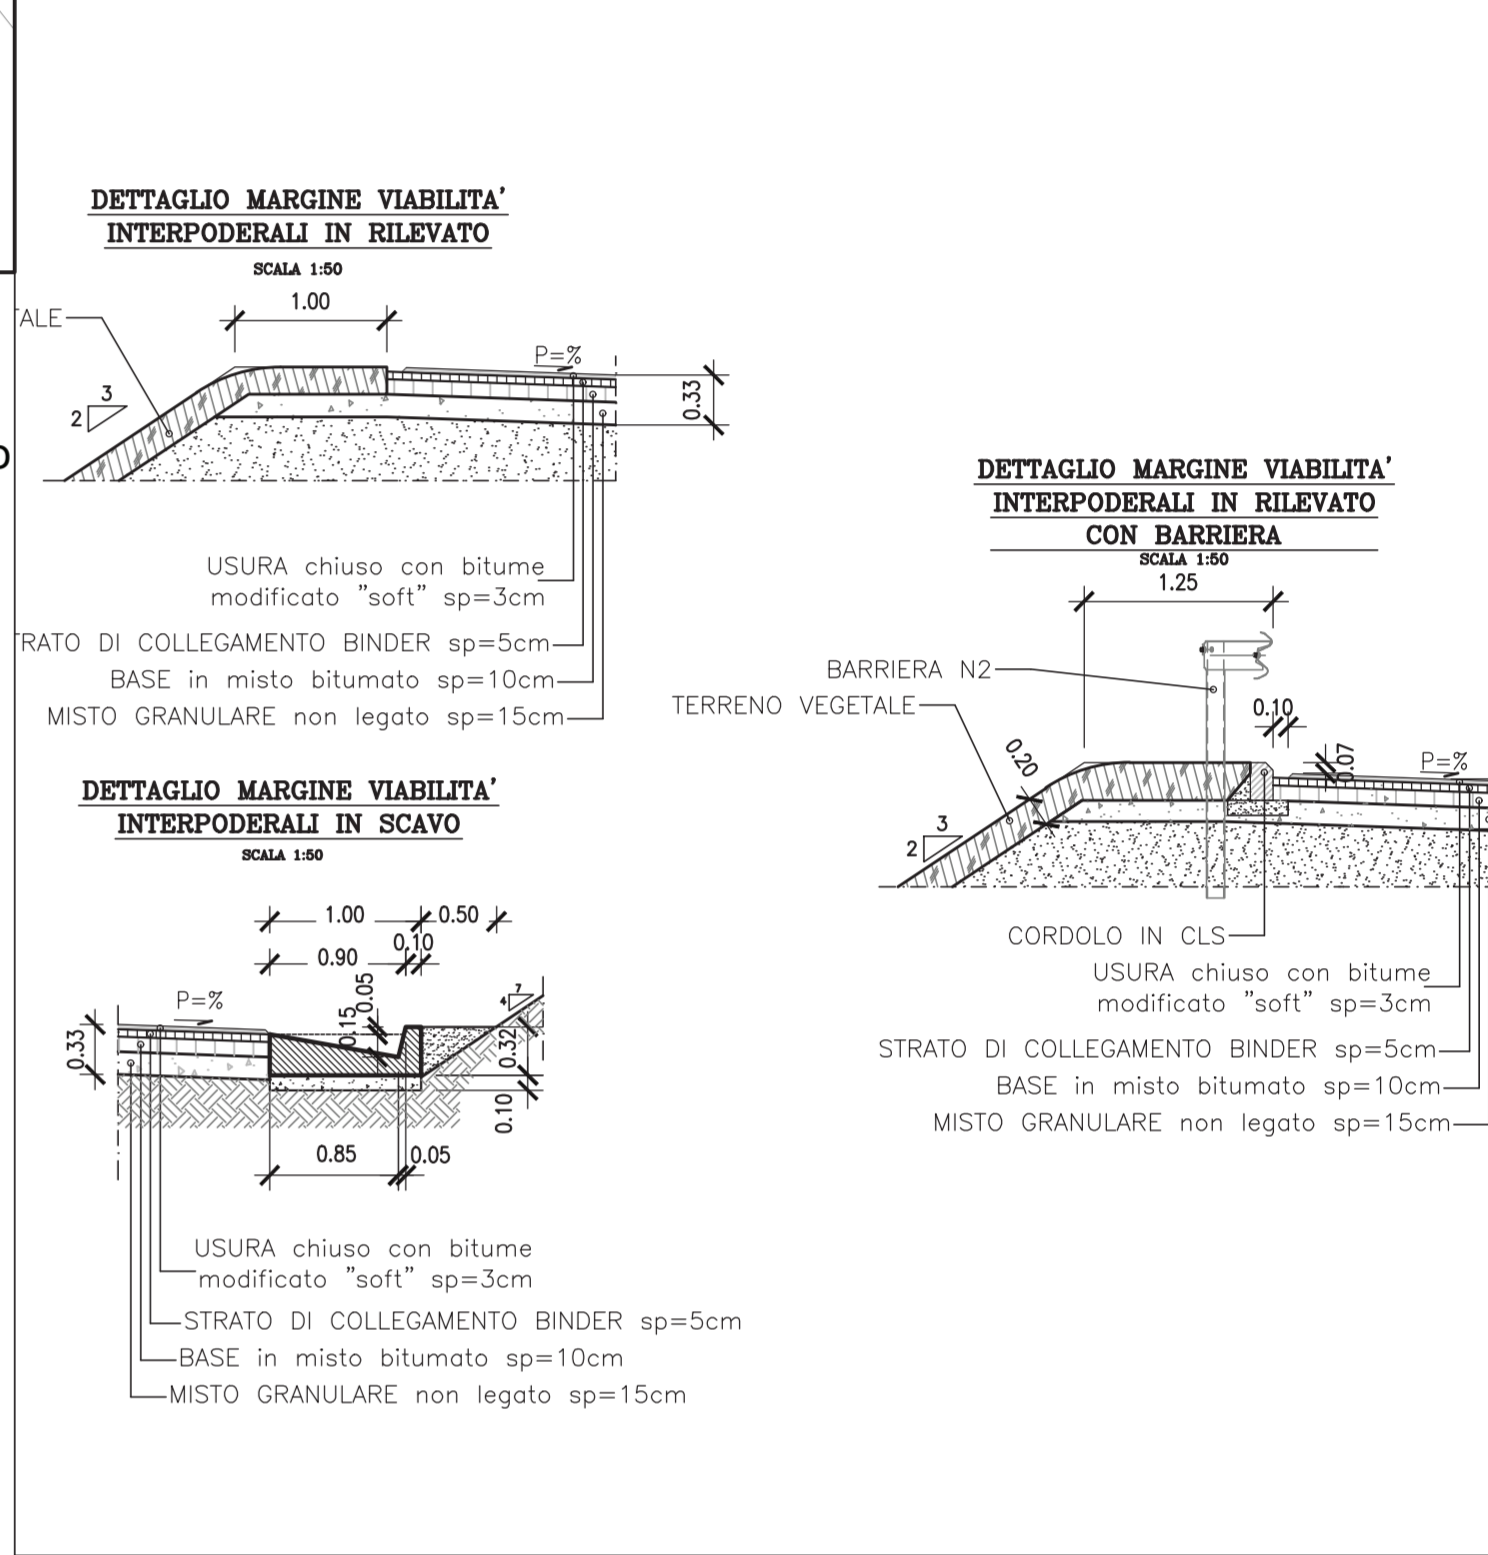 DETTAGLIO MARGINE VIABILITA'
INTERPODERALI IN RILEVATO
SCALA 1:50
1.00
TALE
P=%
3
2
0.33
O
USURA chiuso con bitume
modificato "soft" sp=3cm
TRATO DI COLLEGAMENTO BINDER sp=5cm
BASE in misto bitumato sp=10cm
MISTO GRANULARE non legato sp=15cm
DETTAGLIO MARGINE VIABILITA'
INTERPODERALI IN SCAVO
SCALA 1:50
1.00
0.50
0.90
0.10
0.05
0.15
P=%
7
4
0.33
0.32
0.10
0.85
0.05
USURA chiuso con bitume
modificato "soft" sp=3cm
STRATO DI COLLEGAMENTO BINDER sp=5cm
BASE in misto bitumato sp=10cm
MISTO GRANULARE non legato sp=15cm
DETTAGLIO MARGINE VIABILITA'
INTERPODERALI IN RILEVATO
CON BARRIERA
SCALA 1:50
1.25
BARRIERA N2
TERRENO VEGETALE
0.10
0.20
0.07
P=%
3
2
CORDOLO IN CLS
USURA chiuso con bitume
modificato "soft" sp=3cm
STRATO DI COLLEGAMENTO BINDER sp=5cm
BASE in misto bitumato sp=10cm
MISTO GRANULARE non legato sp=15cm